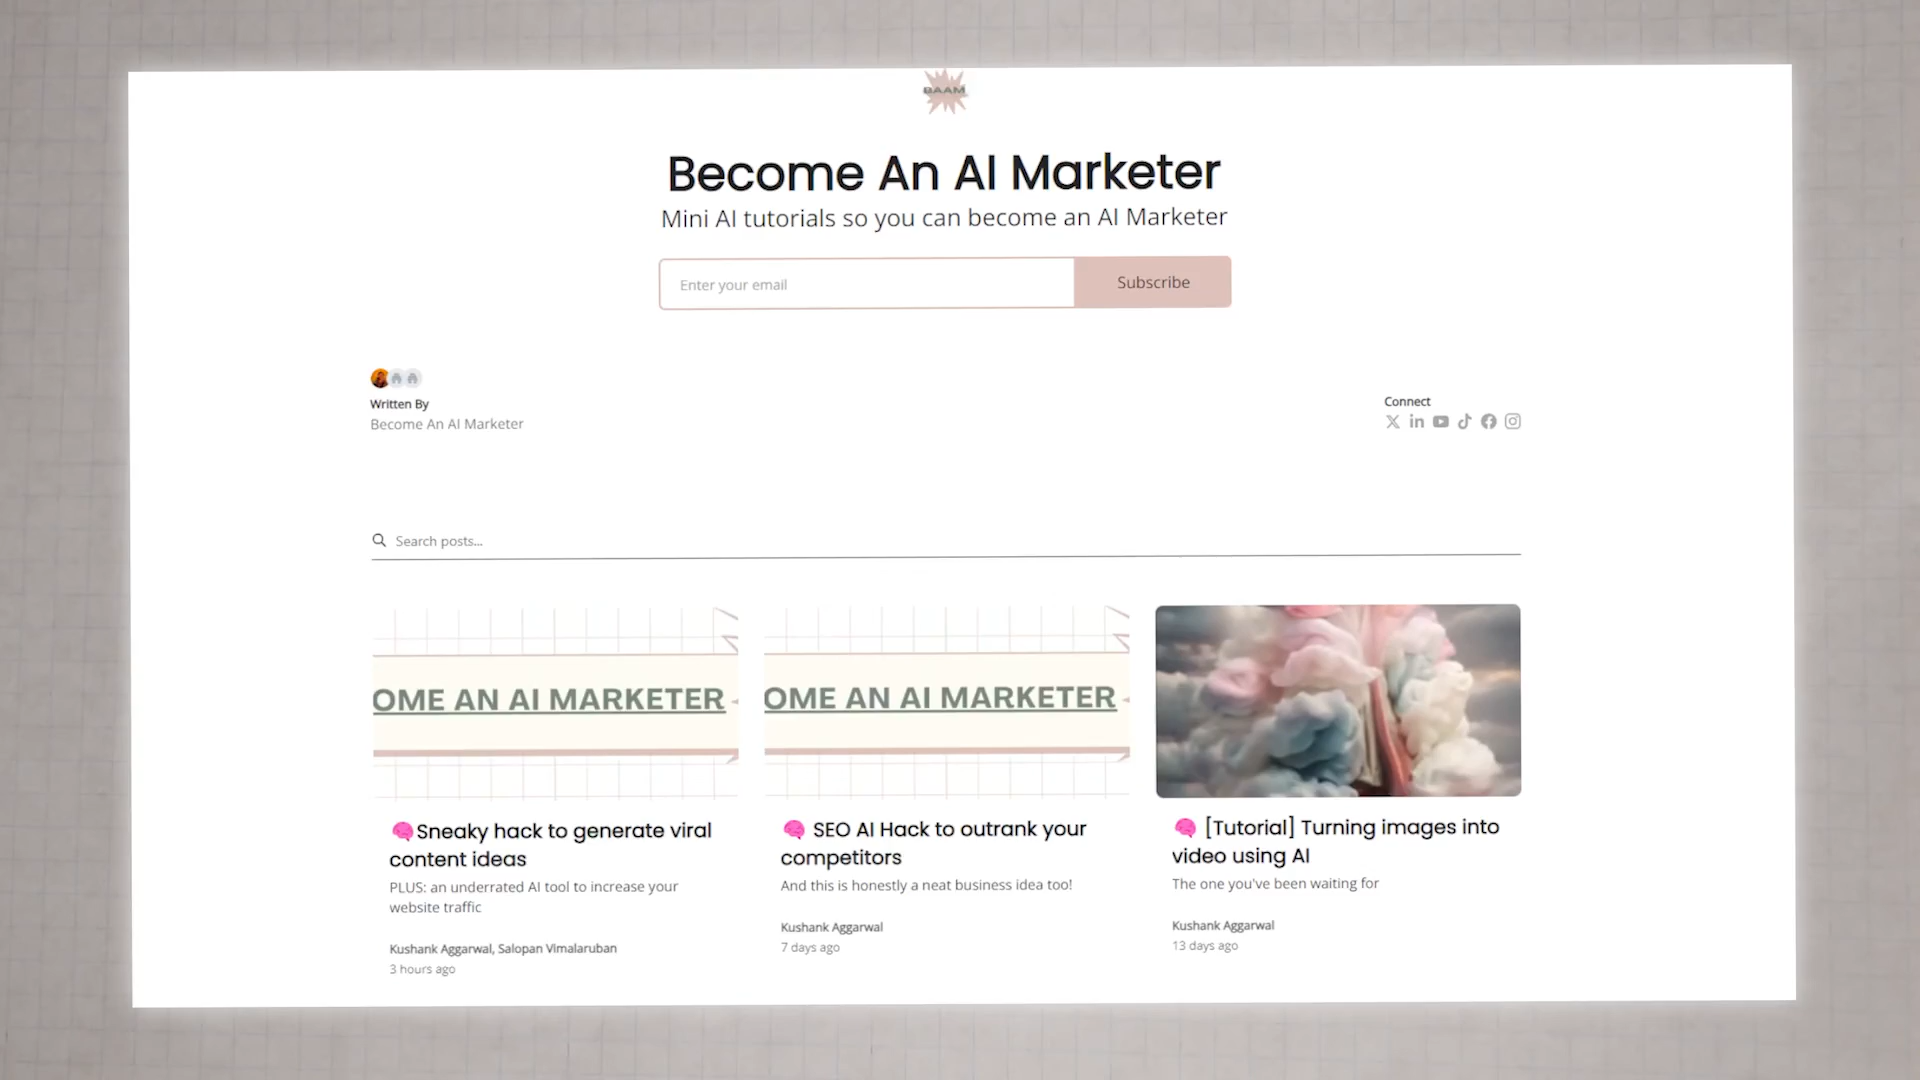 BAAM
Become An AI Marketer
Mini AI tutorials so you can become an AI Marketer
Enter your email
Subscribe
Written By
Become An AI Marketer
Connect
Search posts...
OME AN AI MARKETER
OME AN AI MARKETER
🧠Sneaky hack to generate viral
content ideas
PLUS: an underrated AI tool to increase your
website traffic
Kushank Aggarwal, Salopan Vimalaruban
3 hours ago
🧠 SEO AI Hack to outrank your
competitors
And this is honestly a neat business idea too!
Kushank Aggarwal
7 days ago
🧠 [Tutorial] Turning images into
video using AI
The one you've been waiting for
Kushank Aggarwal
13 days ago